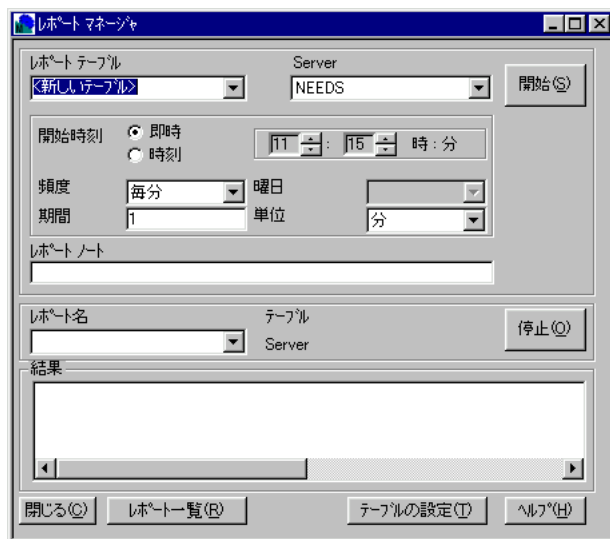 ﾚﾎﾟｰﾄ ﾏﾈｰｼﾞｬ
ﾚﾎﾟｰﾄ ﾃｰﾌﾞﾙ Server
<新しいﾃｰﾌﾞﾙ> NEEDS 開始(S)
開始時刻 即時 11 : 15 時 : 分
時刻
頻度 毎分 曜日
期間 1 単位 分
ﾚﾎﾟｰﾄ ﾉｰﾄ
ﾚﾎﾟｰﾄ名 ﾃｰﾌﾞﾙ 停止(O)
Server
結果
閉じる(C) ﾚﾎﾟｰﾄ一覧(R) ﾃｰﾌﾞﾙの設定(T) ﾍﾙﾌﾟ(H)